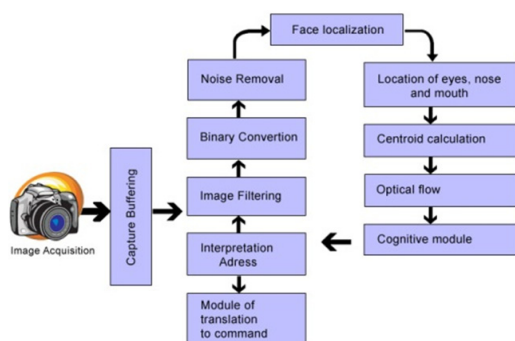 Face localization
Noise Removal
Location of eyes, nose
and mouth
Binary Convertion
Centroid calculation
Capture Buffering
Image Filtering
Optical flow
Image Acquisition
Interpretation
Adress
Cognitive module
Module of
translation
to command